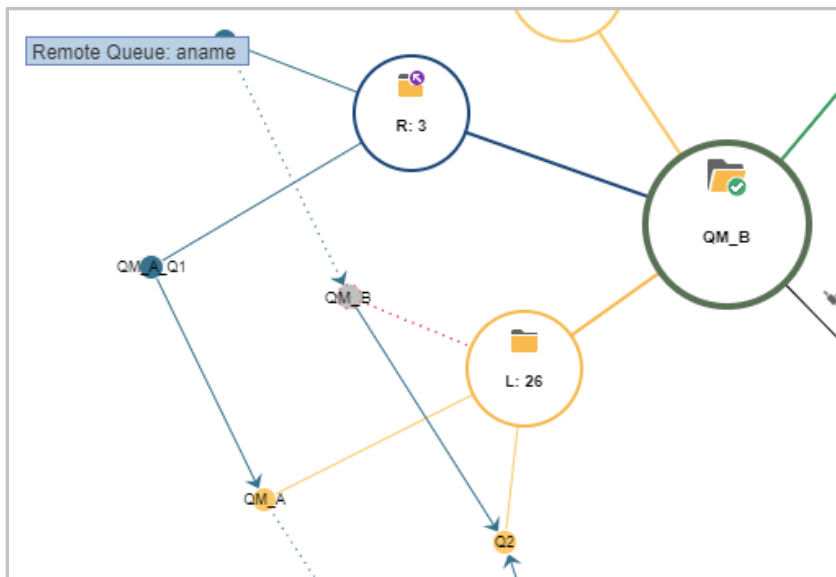 Remote Queue: aname
R: 3
QM_B
QM_A_Q1
QM_B
L: 26
QM_A
Q2